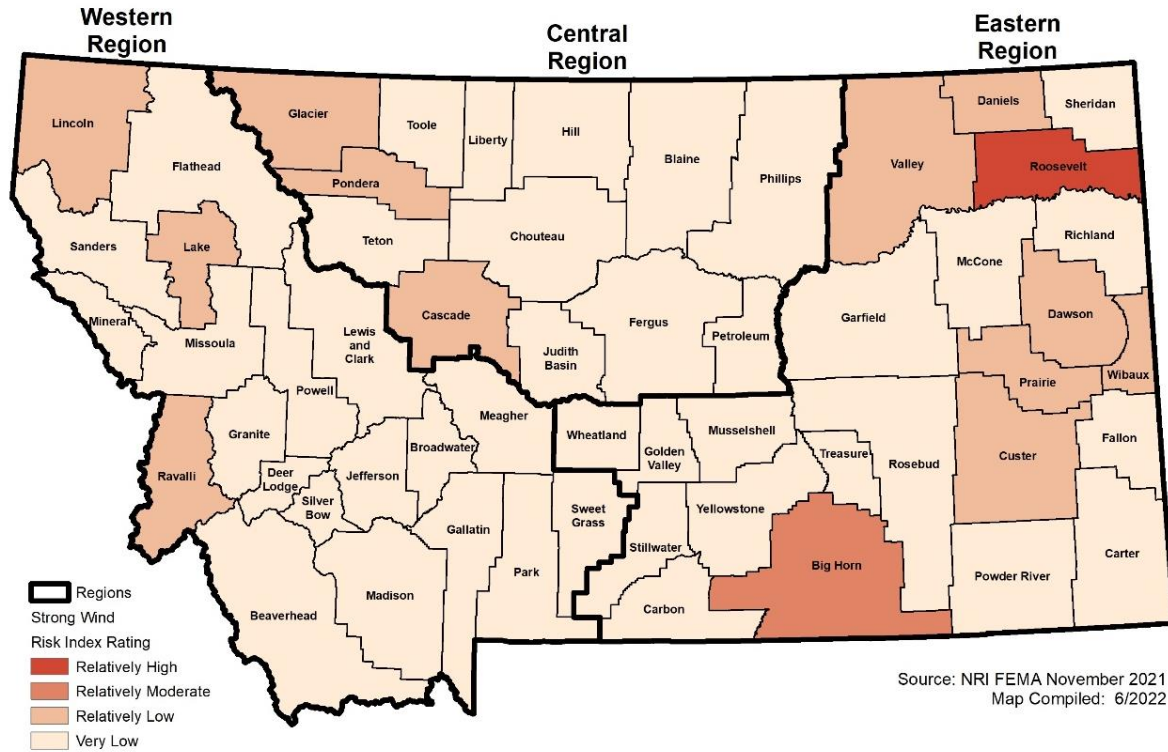 Western
Region
Central
Region
Eastern
Region
Lincoln
Flathead
Glacier
Toole
Liberty
Hill
Blaine
Phillips
Valley
Daniels
Sheridan
Roosevelt
Pondera
Teton
Chouteau
Sanders
Lake
Richland
McCone
Mineral
Missoula
Lewis
and
Clark
Cascade
Judith
Basin
Fergus
Petroleum
Garfield
Dawson
Powell
Prairie
Wibaux
Meagher
Granite
Ravalli
Deer
Lodge
Silver
Bow
Jefferson
Broadwater
Wheatland
Golden
Valley
Musselshell
Treasure
Rosebud
Custer
Fallon
Gallatin
Park
Sweet
Grass
Stillwater
Yellowstone
Big Horn
Carbon
Powder River
Carter
Beaverhead
Madison
Regions
Strong Wind
Risk Index Rating
Relatively High
Relatively Moderate
Relatively Low
Very Low
Source: NRI FEMA November 2021
Map Compiled: 6/2022